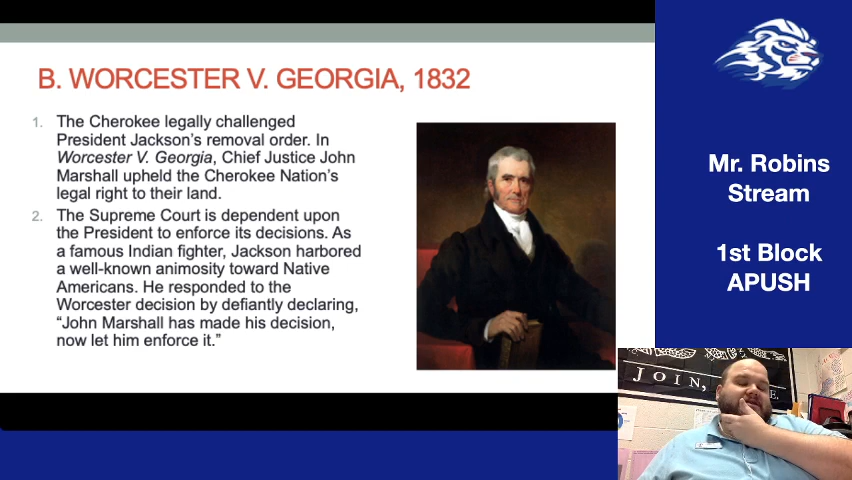 B. WORCESTER V. GEORGIA, 1832
1. The Cherokee legally challenged
President Jackson's removal order. In
Worcester V. Georgia, Chief Justice John
Marshall upheld the Cherokee Nation's
legal right to their land.
2. The Supreme Court is dependent upon
the President to enforce its decisions. As
a famous Indian fighter, Jackson harbored
a well-known animosity toward Native
Americans. He responded to the
Worcester decision by defiantly declaring,
“John Marshall has made his decision,
now let him enforce it.”
Mr. Robins
Stream
1st Block
APUSH
JOIN,
E.